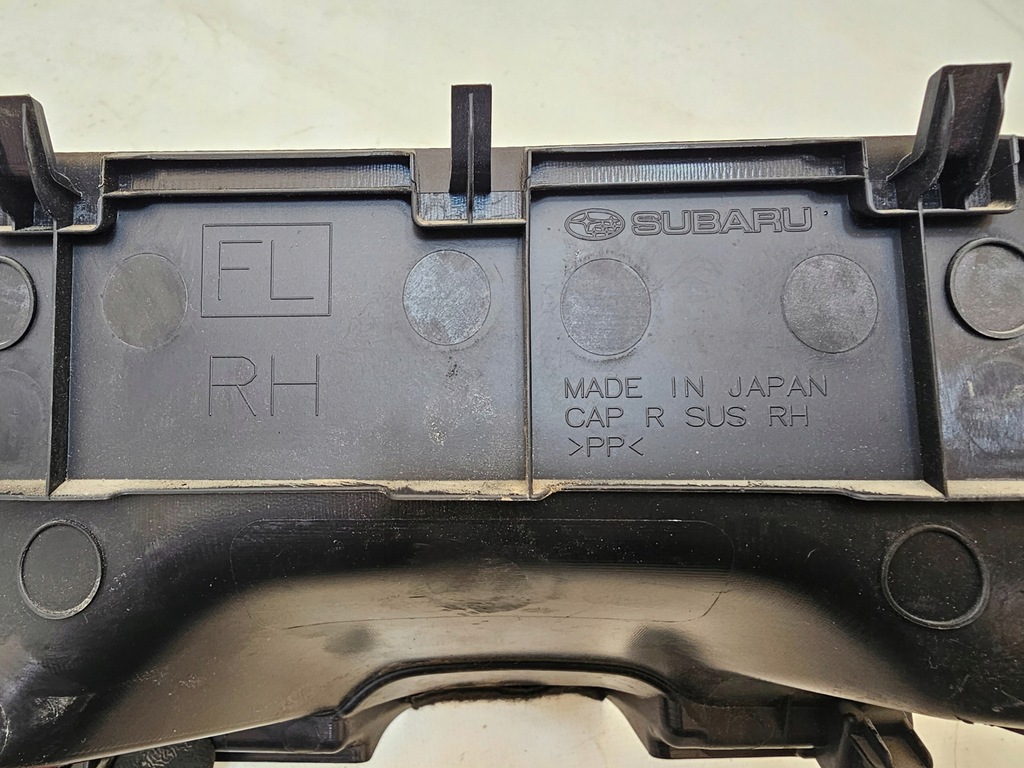 FL
RH
SUBARU
MADE IN JAPAN
CAP R SUS RH
>PP<